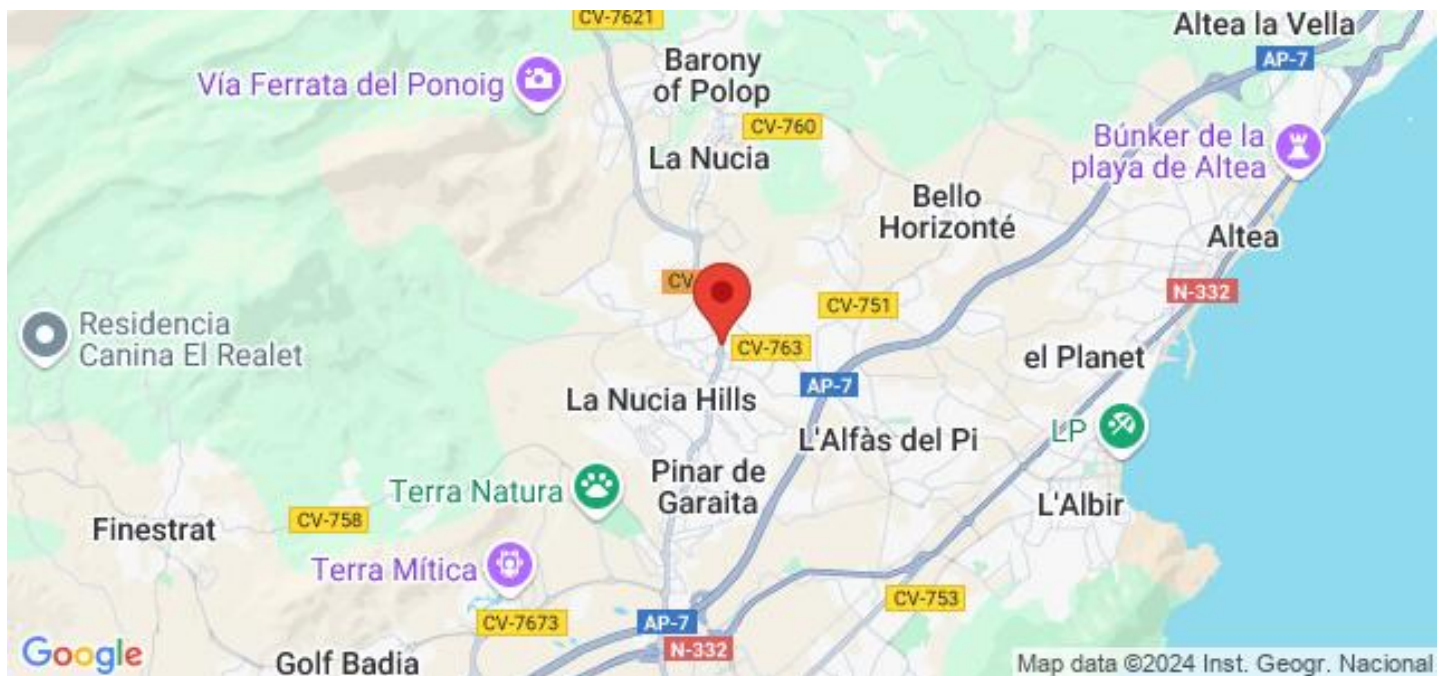 CV-7621
Altea la Vella
AP-7
Barony
of Polop
Vía Ferrata del Ponoig
CV-760
Búnker de la
playa de Altea
La Nucia
Bello
Horizonté
Altea
CV
N-332
CV-751
Residencia
Canina El Realet
CV-763
el Planet
AP-7
La Nucia Hills
LP
L'Alfàs del Pi
Pinar de
Garaita
Terra Natura
L'Albir
Finestrat
CV-758
Terra Mítica
CV-753
CV-7673
AP-7
N-332
Google
Golf Badia
Map data ©2024 Inst. Geogr. Nacional